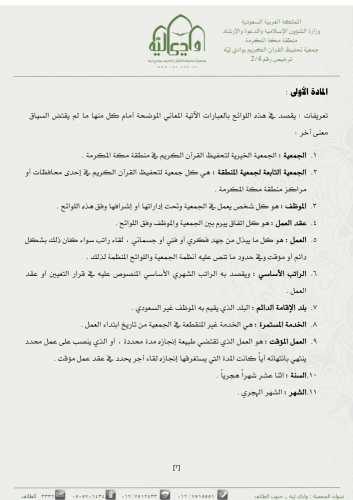 المملكة العربية السعودية
وزارة الشؤون الإسلامية والدعوة والإرشاد
منطقة مكة المكرمة
جمعية تحفيظ القرآن الكريم بوادي ليّه
ترخيص رقم 2/4
المادة الأولى :
تعريفات : يقصد في هذه اللوائح بالعبارات الآتية المعاني الموضحة أمام كل منها ما لم يقتض السياق
معنى آخر :
١. الجمعية : الجمعية الخيرية لتحفيظ القرآن الكريم في منطقة مكة المكرمة .
٢. الجمعية التابعة لجمعية المنطقة : هي كل جمعية لتحفيظ القرآن الكريم في إحدى محافظات أو
مراكز منطقة مكة المكرمة .
٣. الموظف : هو كل شخص يعمل في الجمعية وتحت إداراتها أو إشرافها وفق هذه اللوائح .
٤. عقد العمل : هو كل اتفاق يبرم بين الجمعية والموظف وفق اللوائح .
٥. العمل : هو كل ما يبذل من جهد فكري أو فني أو جسماني ، لقاء راتب سواء كان ذلك بشكل
دائم أو مؤقت وفي حدود ما تنص عليه أنظمة الجمعية واللوائح المنظمة لذلك .
٦. الراتب الأساسي : ويقصد به الراتب الشهري الأساسي المنصوص عليه في قرار التعيين أو عقد
العمل .
٧. بلد الإقامة الدائم : البلد الذي يقيم به الموظف غير السعودي .
٨. الخدمة المستمرة : هي الخدمة غير المنقطعة في الجمعية من تاريخ ابتداء العمل .
٩. العمل المؤقت : هو العمل الذي تقتضي طبيعة إنجازه مدة محددة ، أو الذي ينصب على عمل محدد
ينتهي بانتهائه أياً كانت المدة التي يستغرقها إنجازه لقاء أجر يحدد في عقد عمل مؤقت .
١٠. السنة : اثنا عشر شهراً هجرياً .
١١. الشهر : الشهر الهجري .
[٣]